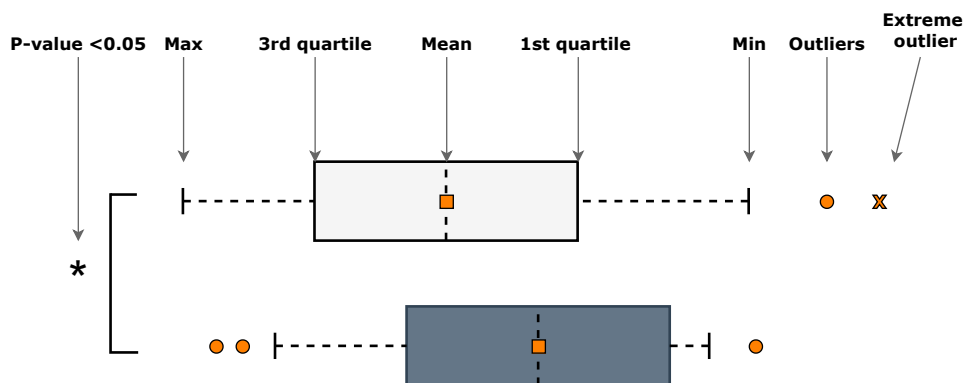 P-value <0.05
Max
3rd quartile
Mean
1st quartile
Min
Outliers
Extreme
outlier
*
x